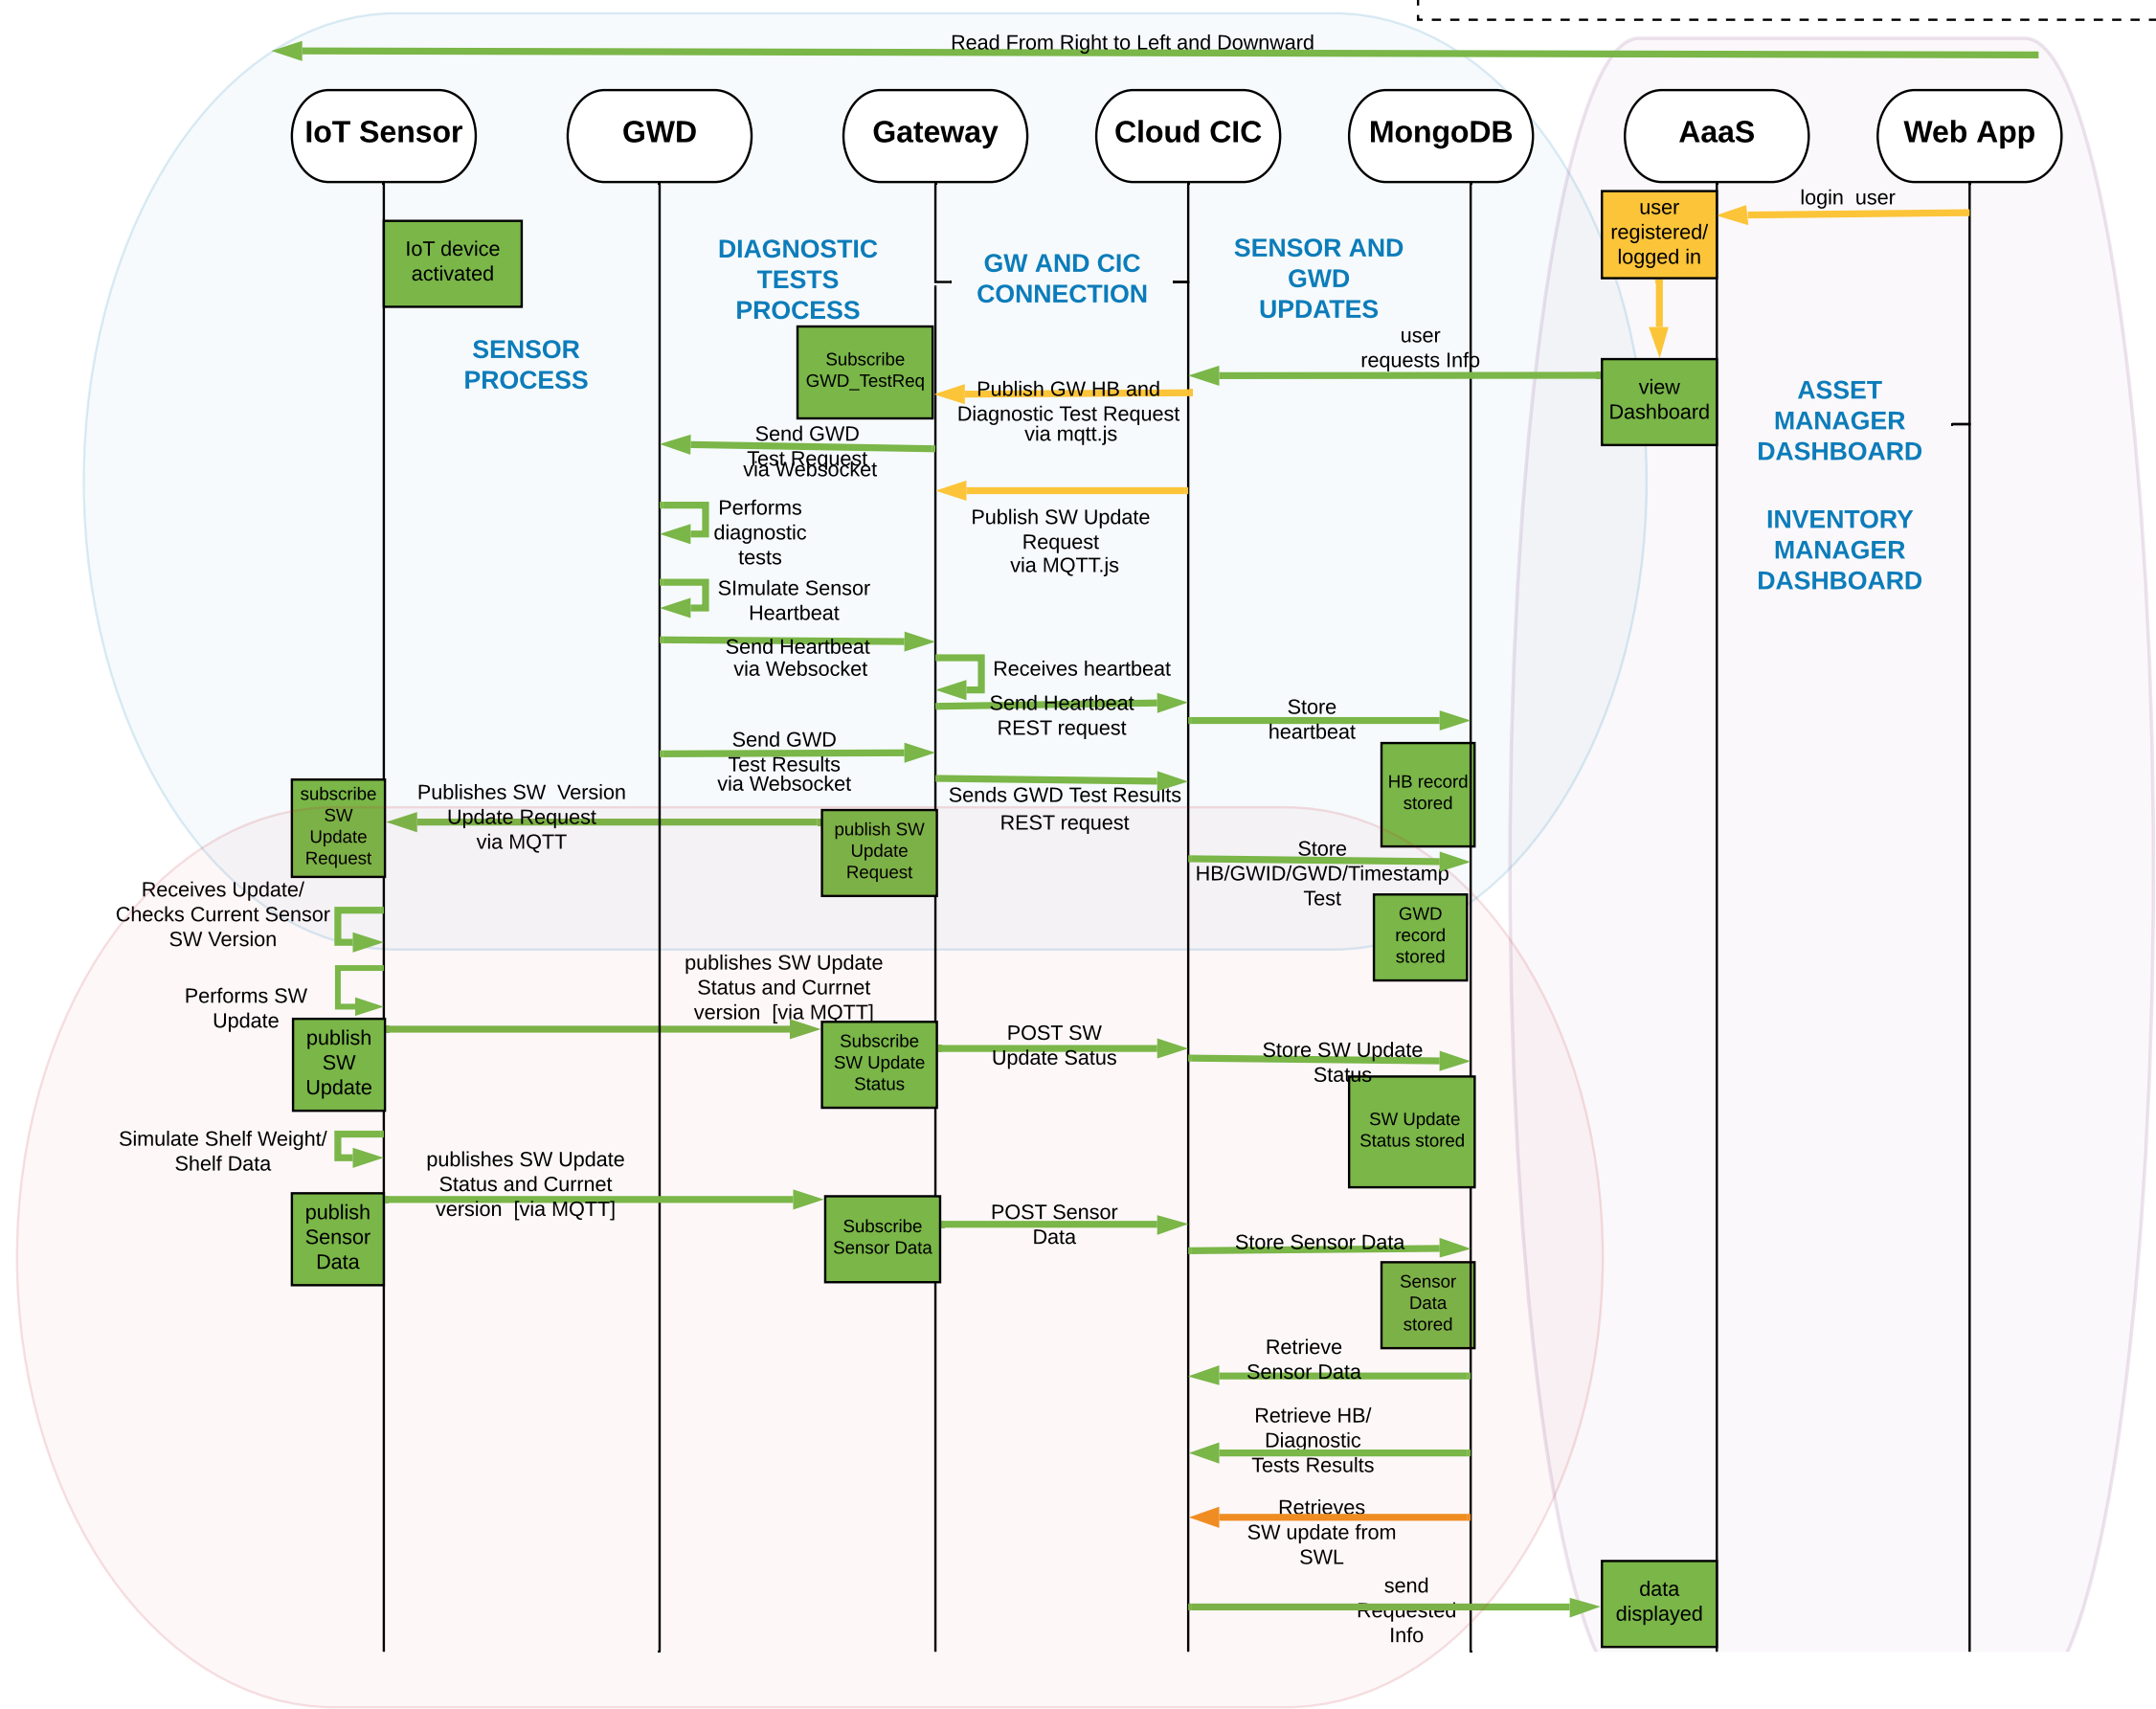 Read From Right to Left and Downward
IoT Sensor
GWD
Gateway
Cloud CIC
MongoDB
AaaS
Web App
login  user
user
registered/
logged in
IoT device
activated
DIAGNOSTIC
TESTS
PROCESS
GW AND CIC
CONNECTION
SENSOR AND
GWD
UPDATES
SENSOR
PROCESS
user
requests Info
view
Dashboard
ASSET
MANAGER
DASHBOARD
INVENTORY
MANAGER
DASHBOARD
Subscribe
GWD_TestReq
Publish GW HB and
Diagnostic Test Request
via mqtt.js
Send GWD
Test Request
via Websocket
Publish SW Update
Request
via MQTT.js
Performs
diagnostic
tests
SImulate Sensor
Heartbeat
Send Heartbeat
via Websocket
Receives heartbeat
Send Heartbeat
REST request
Store
heartbeat
HB record
stored
Send GWD
Test Results
via Websocket
Sends GWD Test Results
REST request
subscribe
SW
Update
Request
Publishes SW  Version
Update Request
via MQTT
publish SW
Update
Request
Store
HB/GWID/GWD/Timestamp
Test
GWD
record
stored
Receives Update/
Checks Current Sensor
SW Version
Performs SW
Update
publishes SW Update
Status and Currnet
version  [via MQTT]
publish
SW
Update
Subscribe
SW Update
Status
POST SW
Update Satus
Store SW Update
Status
SW Update
Status stored
Simulate Shelf Weight/
Shelf Data
publishes SW Update
Status and Currnet
version  [via MQTT]
publish
Sensor
Data
Subscribe
Sensor Data
POST Sensor
Data
Store Sensor Data
Sensor
Data
stored
Retrieve
Sensor Data
Retrieve HB/
Diagnostic
Tests Results
Retrieves
SW update from
SWL
send
Requested
Info
data
displayed